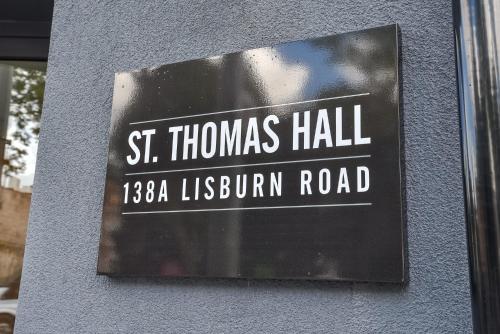 ST. THOMAS HALL
138A LISBURN ROAD